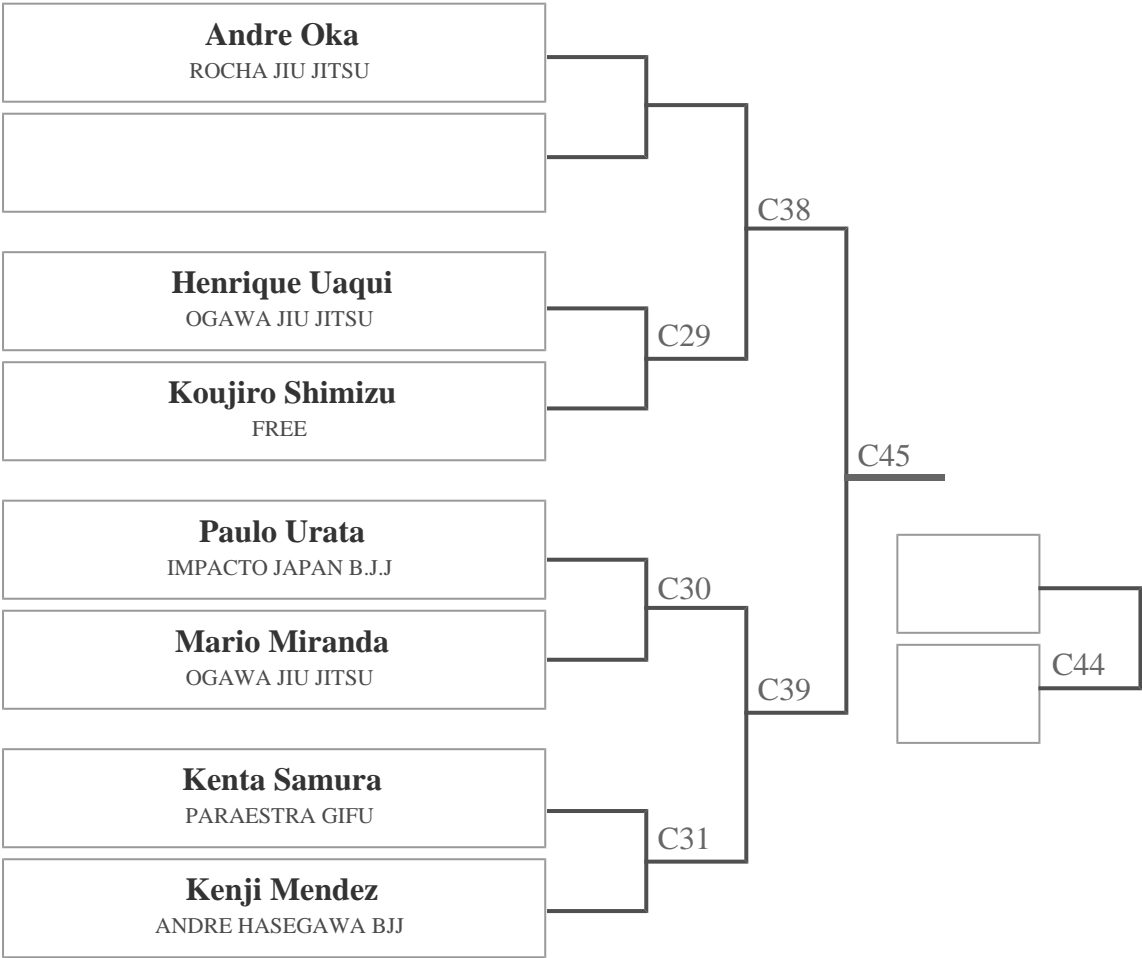 Andre Oka
ROCHA JIU JITSU
C38
Henrique Uaqui
OGAWA JIU JITSU
C29
Koujiro Shimizu
FREE
C45
Paulo Urata
IMPACTO JAPAN B.J.J
C30
Mario Miranda
OGAWA JIU JITSU
C44
C39
Kenta Samura
PARAESTRA GIFU
C31
Kenji Mendez
ANDRE HASEGAWA BJJ